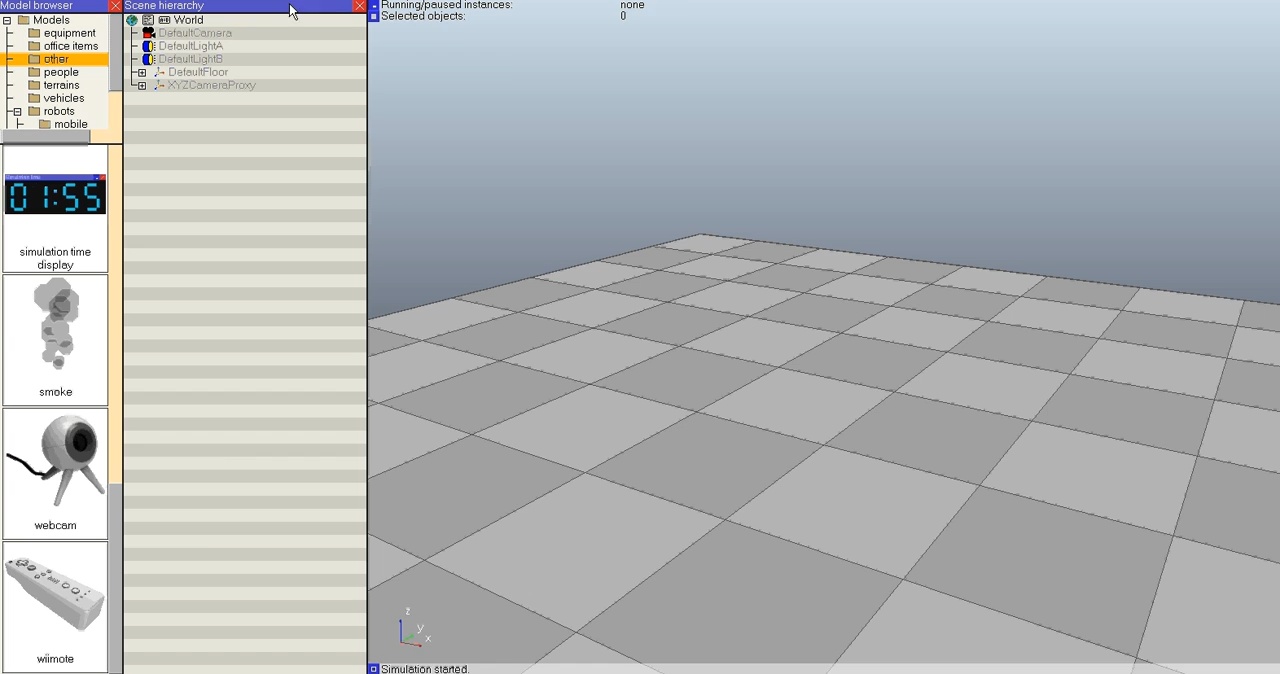 Model browser
Models
equipment
office items
other
people
terrains
vehicles
robots
mobile
simulation time
display
smoke
webcam
wiimote
Scene hierarchy
World
DefaultCamera
DefaultLightA
DefaultLightB
DefaultFloor
XYZCameraProxy
Running/paused instances: none
Selected objects: 0
01:55
z
y
x
Simulation started.